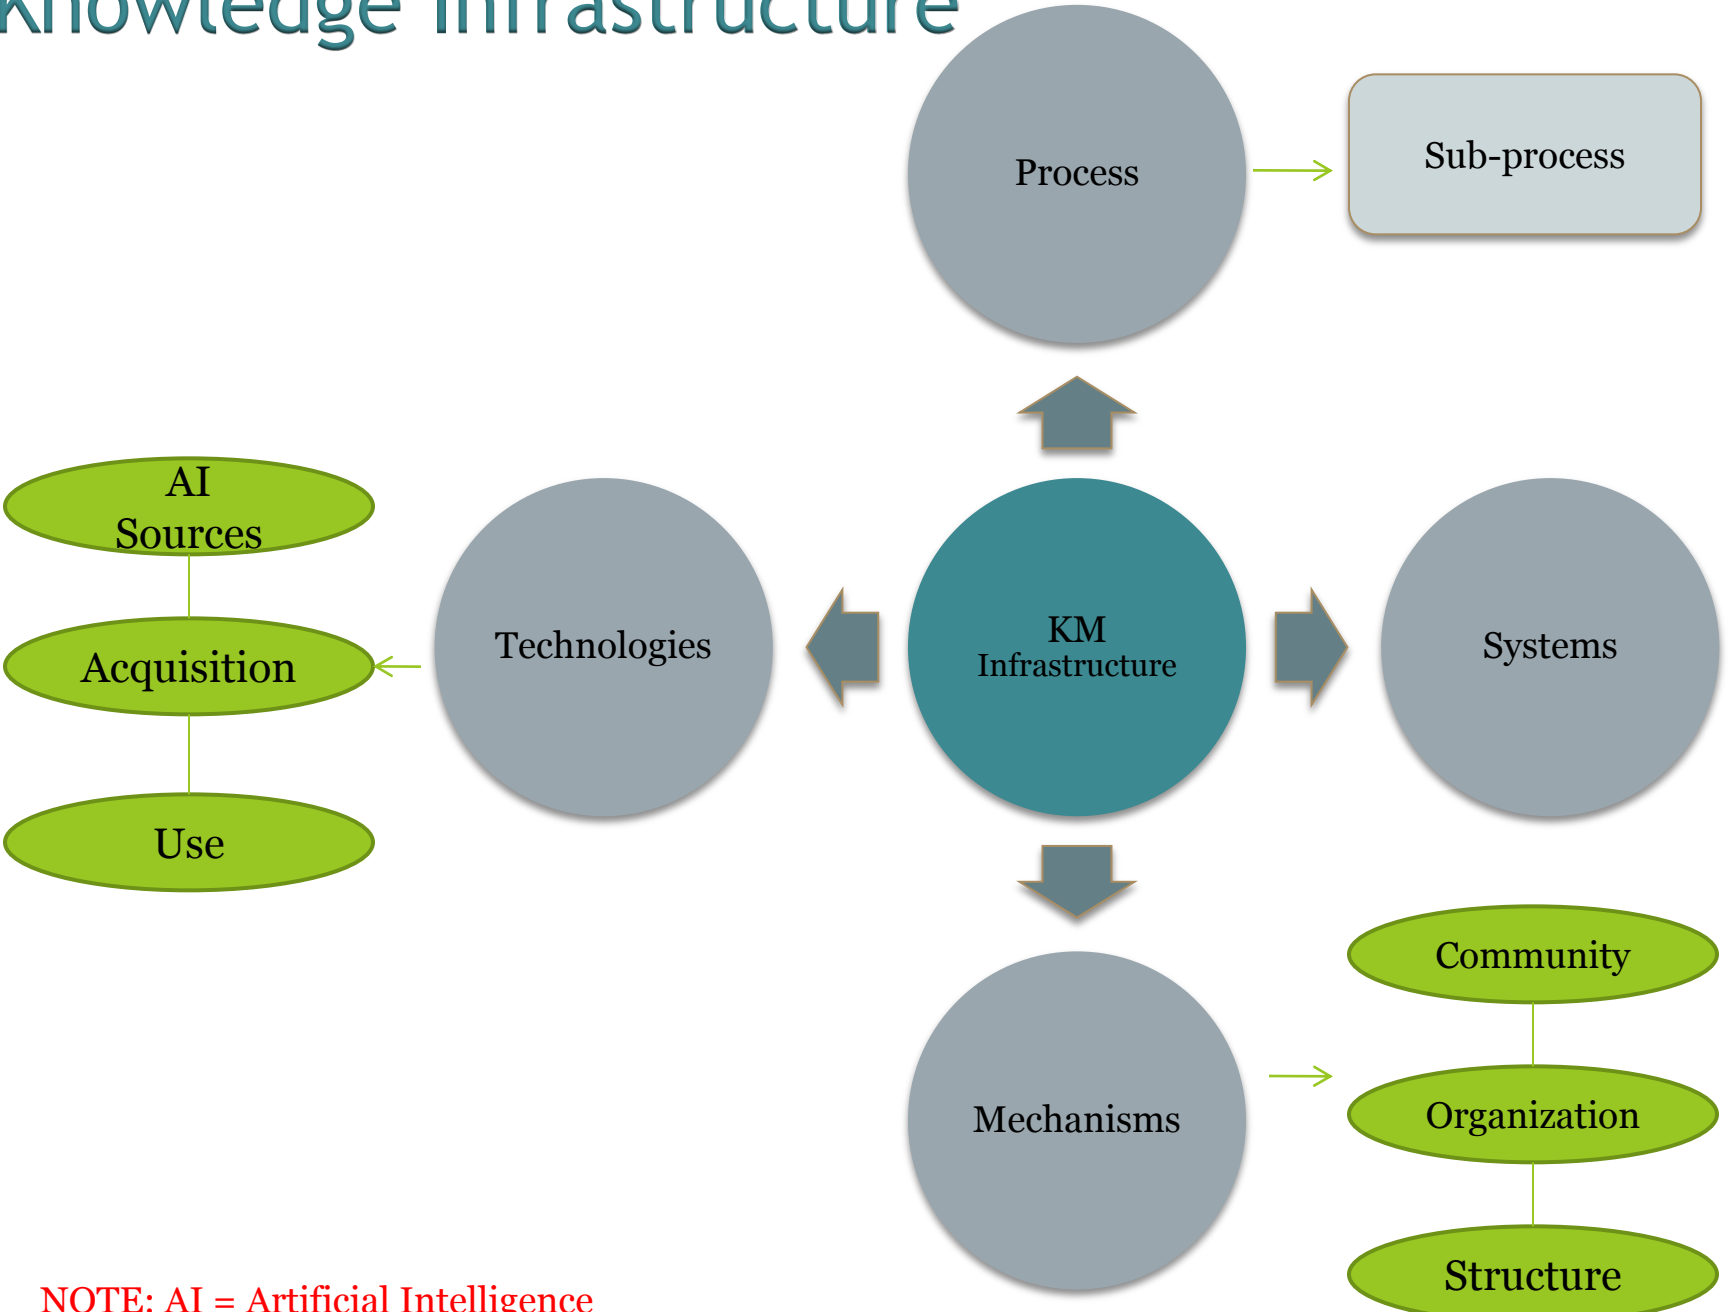 Knowledge Infrastructure
Process
Sub-process
AI
Sources
Technologies
KM
Infrastructure
Systems
Acquisition
Use
Community
Mechanisms
Organization
Structure
NOTE: AI = Artificial Intelligence